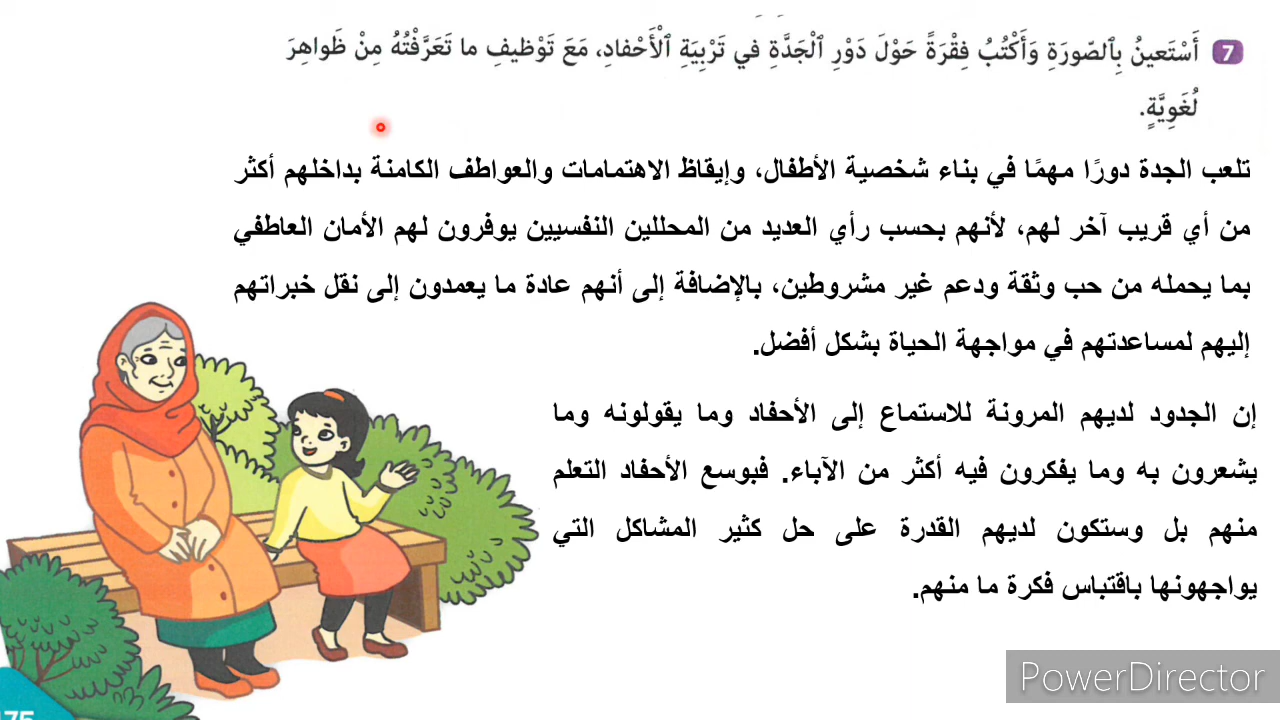 7 أَسْتَعينُ بِٱلصّورَةِ وَأَكْتُبُ فِقْرَةً حَوْلَ دَوْرِ ٱلْجَدَّةِ في تَرْبِيَةِ ٱلْأَحْفادِ، مَعَ تَوْظيفِ ما تَعَرَّفْتُهُ مِنْ ظَواهِرَ
لُغَوِيَّةٍ.
تلعب الجدة دورًا مهمًا في بناء شخصية الأطفال، وإيقاظ الاهتمامات والعواطف الكامنة بداخلهم أكثر
من أي قريب آخر لهم، لأنهم بحسب رأي العديد من المحللين النفسيين يوفرون لهم الأمان العاطفي
بما يحمله من حب وثقة ودعم غير مشروطين، بالإضافة إلى أنهم عادة ما يعمدون إلى نقل خبراتهم
إليهم لمساعدتهم في مواجهة الحياة بشكل أفضل.
إن الجدود لديهم المرونة للاستماع إلى الأحفاد وما يقولونه وما
يشعرون به وما يفكرون فيه أكثر من الآباء. فبوسع الأحفاد التعلم
منهم بل وستكون لديهم القدرة على حل كثير المشاكل التي
يواجهونها باقتباس فكرة ما منهم.
PowerDirector
175